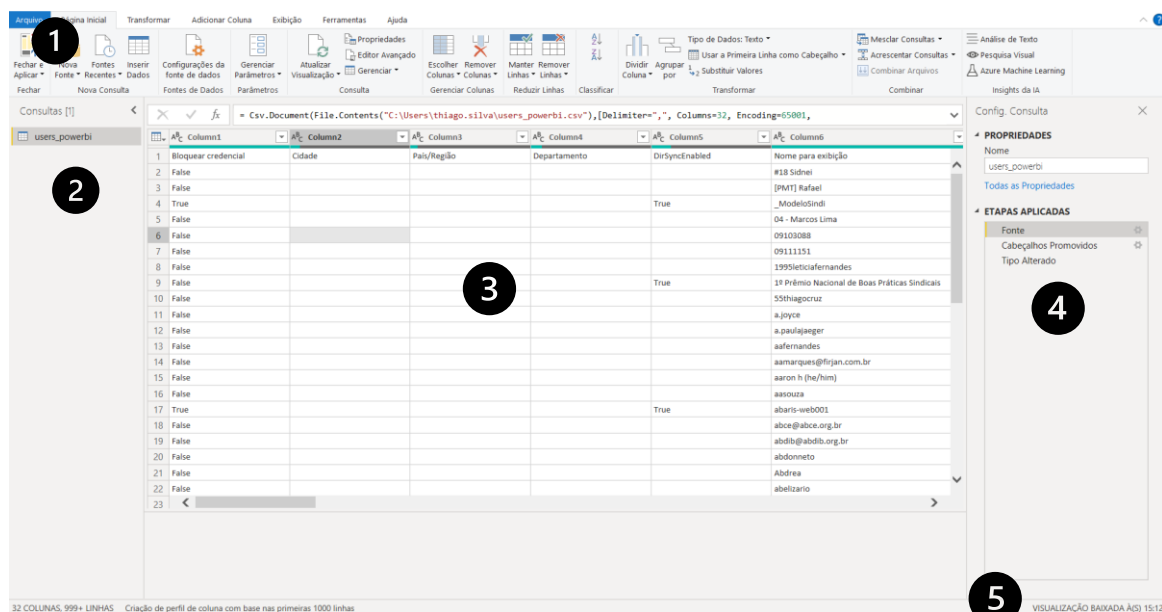 Arquivo Página Inicial Transformar Adicionar Coluna Exibição Ferramentas Ajuda
1
Fechar e Aplicar
Fechar
Nova Fonte
Fontes Recentes
Inserir Dados
Nova Consulta
Configurações da fonte de dados
Fontes de Dados
Gerenciar Parâmetros
Parâmetros
Atualizar Visualização
Propriedades
Editor Avançado
Gerenciar
Consulta
Escolher Colunas
Remover Colunas
Gerenciar Colunas
Manter Linhas
Remover Linhas
Reduzir Linhas
Classificar
Dividir Coluna
Agrupar por
Tipo de Dados: Texto
Usar a Primeira Linha como Cabeçalho
Substituir Valores
Transformar
Mesclar Consultas
Acrescentar Consultas
Combinar Arquivos
Combinar
Análise de Texto
Pesquisa Visual
Azure Machine Learning
Insights da IA
Consultas [1]
users_powerbi
2
fx = Csv.Document(File.Contents("C:\Users\thiago.silva\users_powerbi.csv"),[Delimiter=",", Columns=32, Encoding=65001,
ABC Column1 ABC Column2 ABC Column3 ABC Column4 ABC Column5 ABC Column6
1 Bloquear credencial Cidade País/Região Departamento DirSyncEnabled Nome para exibição
2 False #18 Sidnei
3 False [PMT] Rafael
4 True True _ModeloSindi
5 False 04 - Marcos Lima
6 False 09103088
7 False 09111151
8 False 1995leticiafernandes
9 False True 1º Prêmio Nacional de Boas Práticas Sindicais
10 False 55thiagocruz
11 False a.joyce
12 False a.paulajaeger
13 False aafernandes
14 False aamarques@firjan.com.br
15 False aaron h (he/him)
16 False aasouza
17 True True abaris-web001
18 False abce@abce.org.br
19 False abdib@abdib.org.br
20 False abdonneto
21 False Abdrea
22 False abelizario
23
3
Config. Consulta
PROPRIEDADES
Nome
users_powerbi
Todas as Propriedades
ETAPAS APLICADAS
Fonte
Cabeçalhos Promovidos
Tipo Alterado
4
5
32 COLUNAS, 999+ LINHAS Criação de perfil de coluna com base nas primeiras 1000 linhas
VISUALIZAÇÃO BAIXADA À(S) 15:12